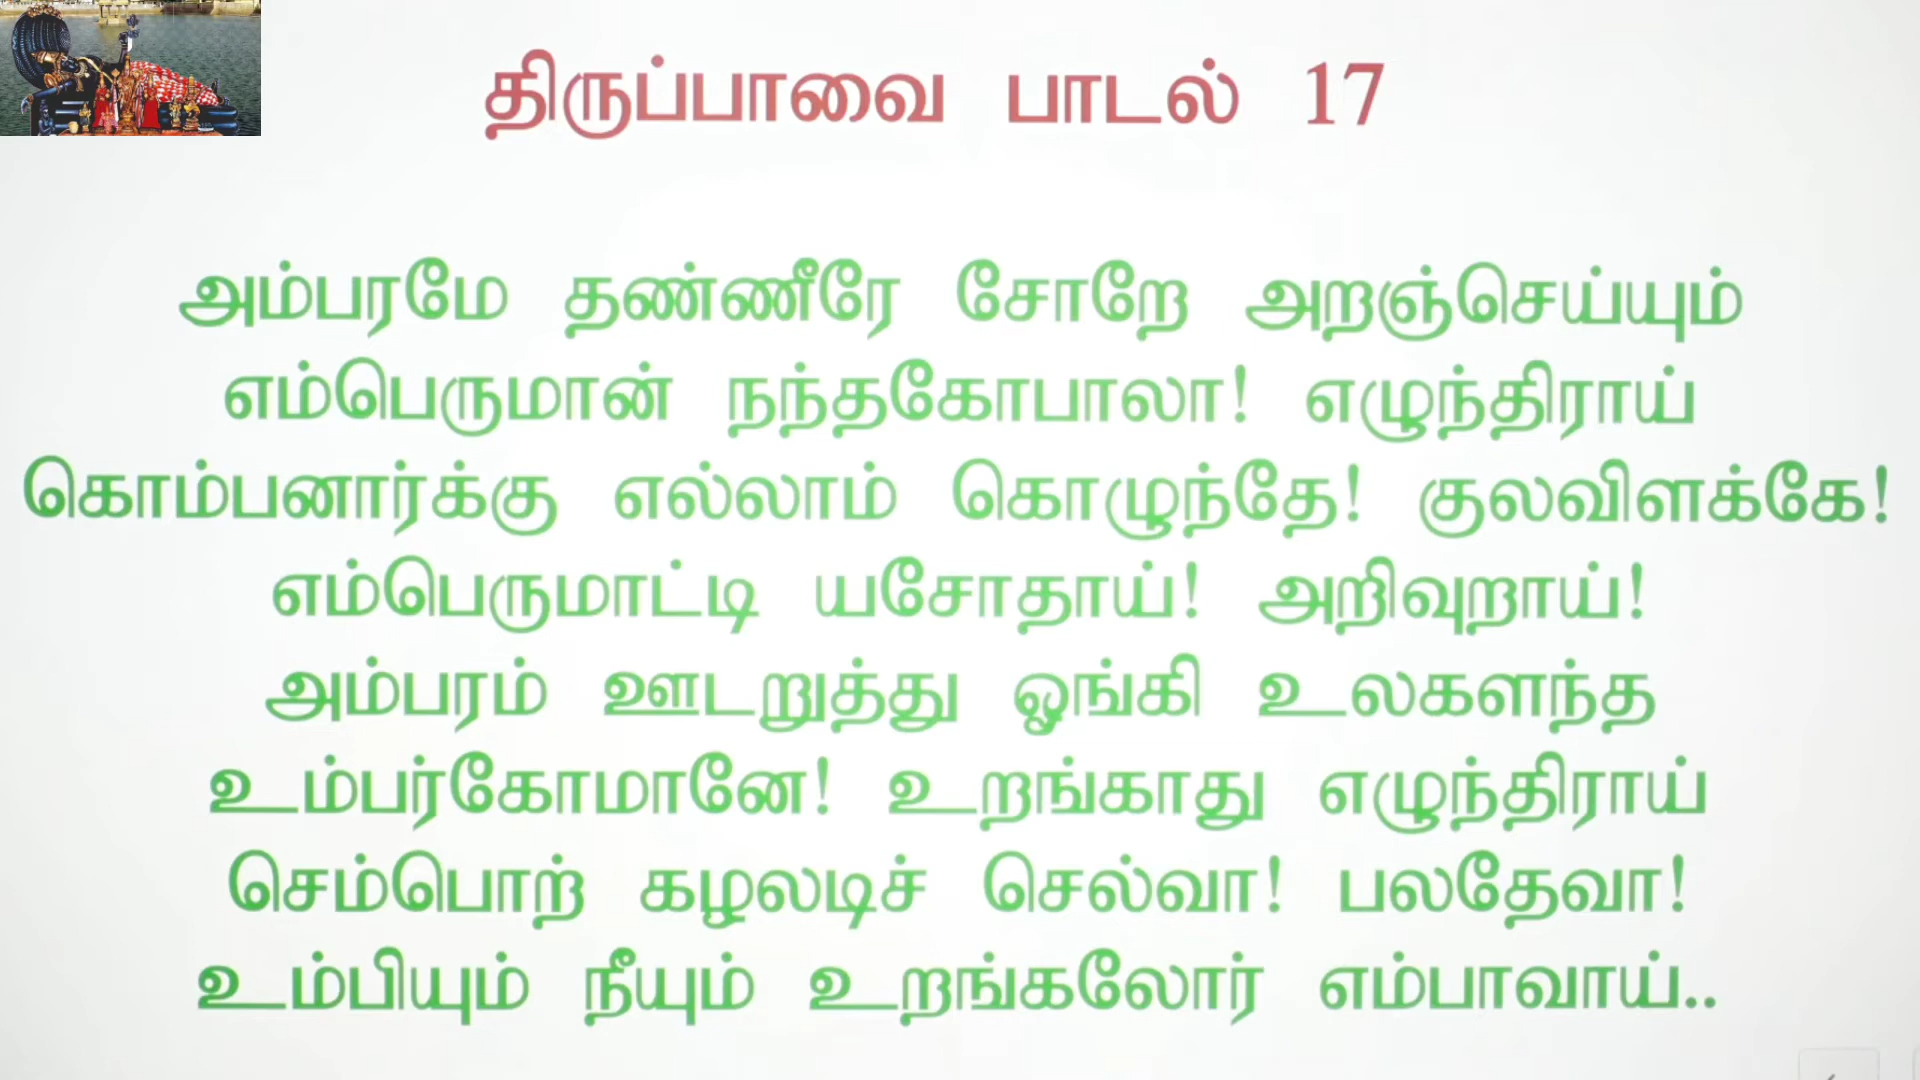 திருப்பாவை பாடல் 17
அம்பரமே தண்ணீரே சோறே அறஞ்செய்யும்
எம்பெருமான் நந்தகோபாலா! எழுந்திராய்
கொம்பனார்க்கு எல்லாம் கொழுந்தே! குலவிளக்கே!
எம்பெருமாட்டி யசோதாய்! அறிவுறாய்!
அம்பரம் ஊடறுத்து ஓங்கி உலகளந்த
உம்பர்கோமானே! உறங்காது எழுந்திராய்
செம்பொற் கழலடிச் செல்வா! பலதேவா!
உம்பியும் நீயும் உறங்கலோர் எம்பாவாய்..